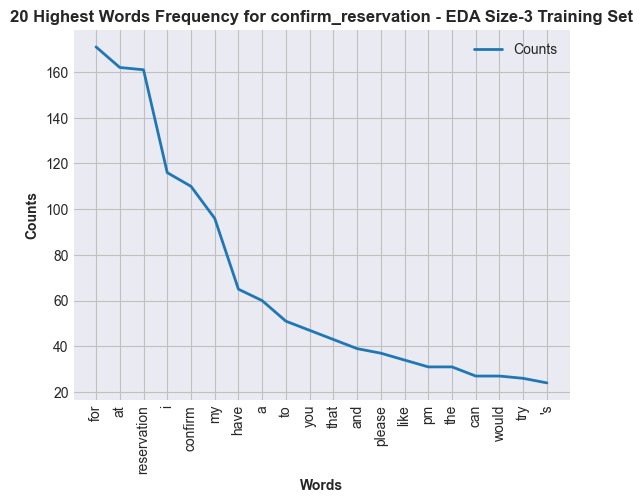 20 Highest Words Frequency for confirm_reservation - EDA Size-3 Training Set
Counts
160
140
120
100
80
60
40
20
Counts
for
at
reservation
i
confirm
my
have
a
to
you
that
and
please
like
pm
the
can
would
try
's
Words